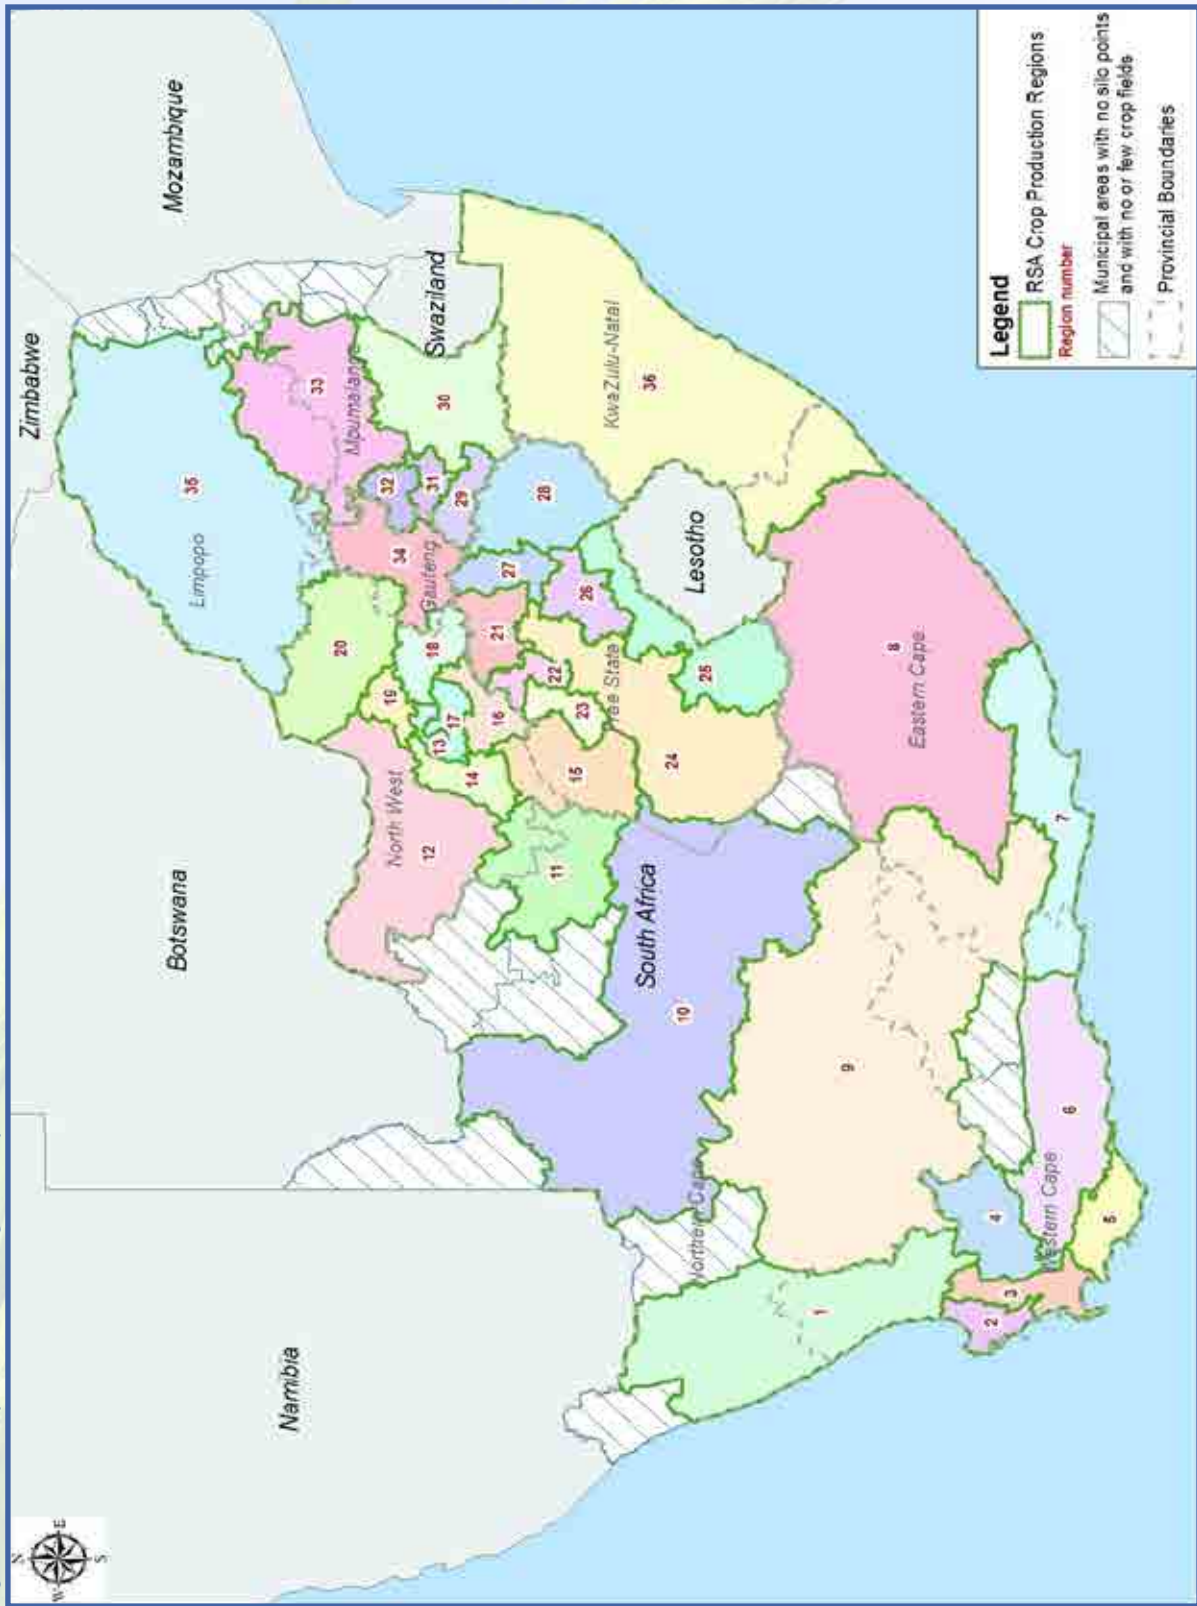 Zimbabwe
Mozambique
Botswana
Namibia
Swaziland
Lesotho
South Africa
Limpopo
Mpumalanga
Gauteng
North West
Free State
KwaZulu-Natal
Northern Cape
Eastern Cape
Western Cape
35
33
20
32
34
30
31
29
19
18
12
13
17
14
16
21
27
28
22
26
23
15
11
36
24
25
10
8
9
1
7
4
6
2
3
5
N
W
E
S
Legend
RSA Crop Production Regions
Region number
Municipal areas with no silo points
and with no or few crop fields
Provincial Boundaries